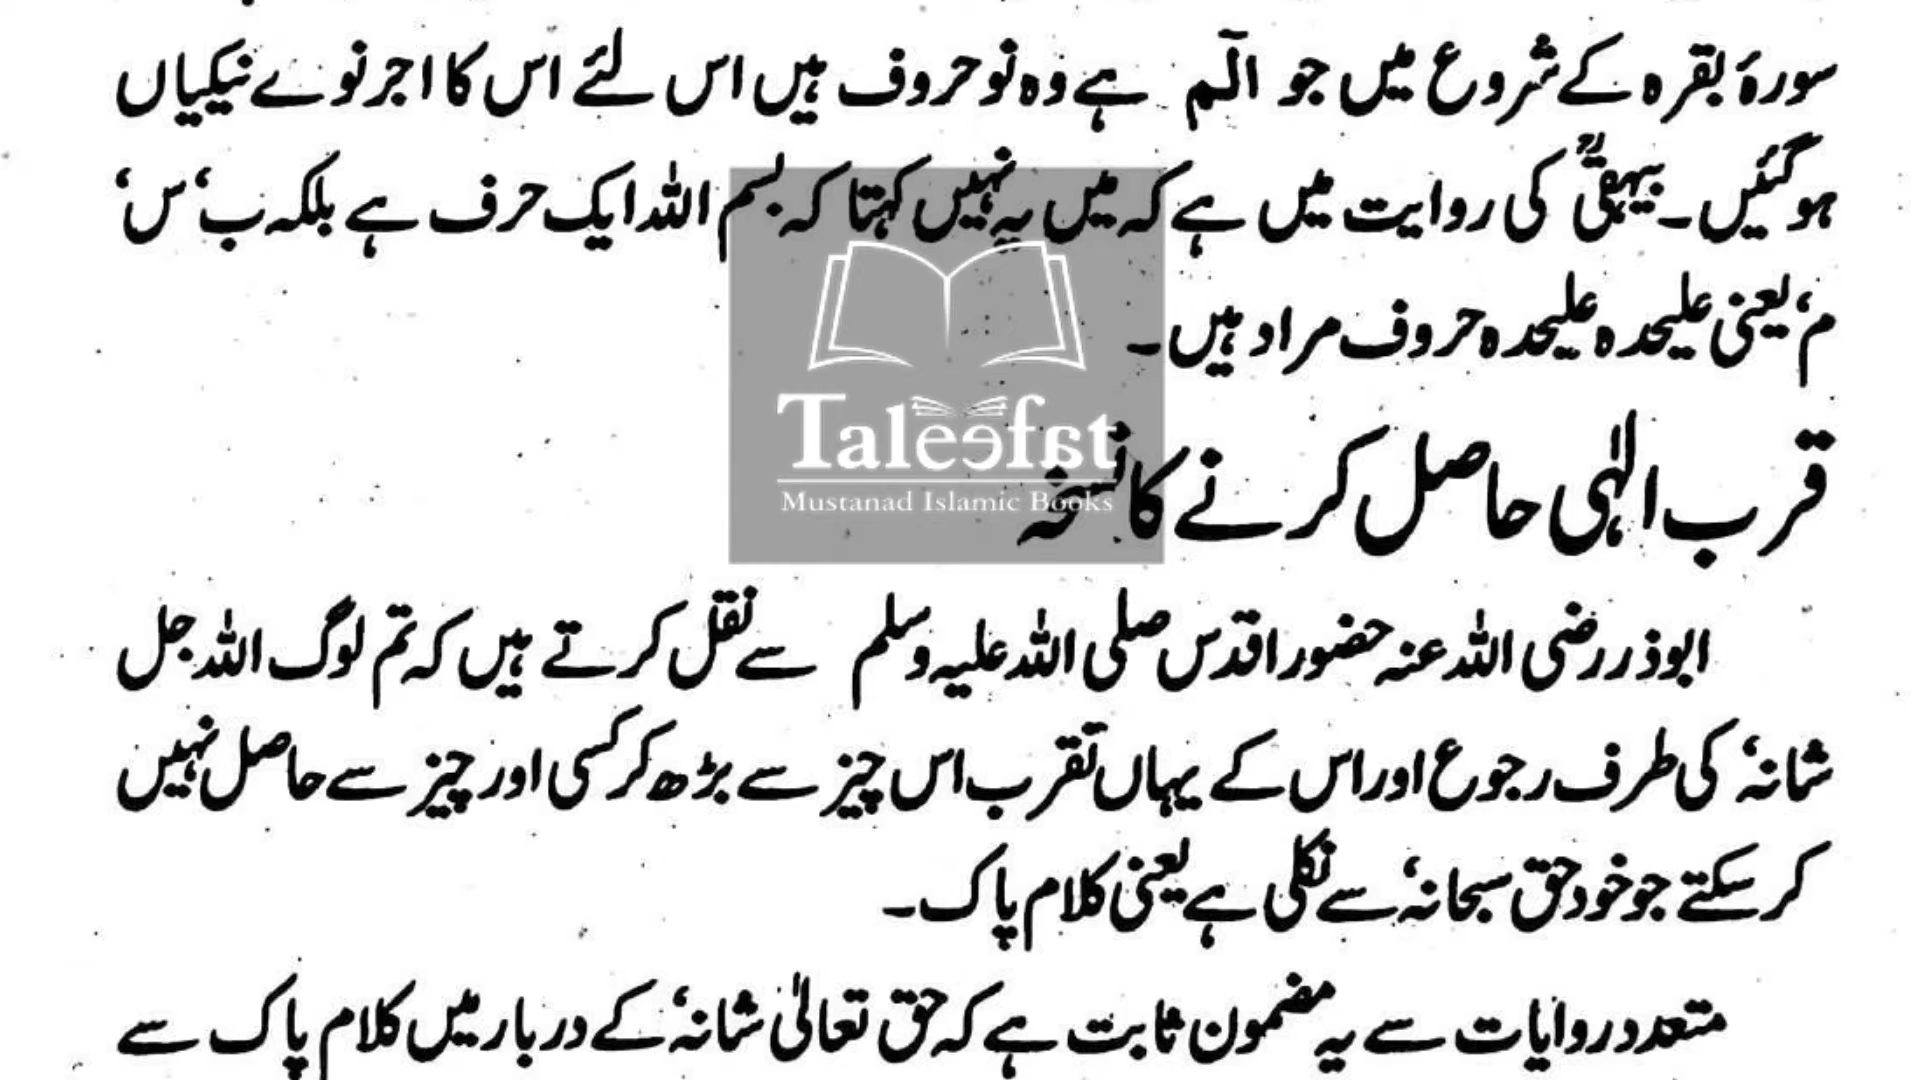 سورۂ بقرہ کے شروع میں جو الٓم ہے وہ نو حروف ہیں اس لئے اس کا اجر نوے نیکیاں
ہوگئیں۔ بیہقیؒ کی روایت میں ہے کہ میں یہ نہیں کہتا کہ بسم اللہ ایک حرف ہے بلکہ ب‘ س‘
م‘ یعنی علیحدہ علیحدہ حروف مراد ہیں۔
Taleefat
Mustanad Islamic Books
قرب الٰہی حاصل کرنے کا نسخہ
ابوذر رضی اللہ عنہ حضور اقدس صلی اللہ علیہ وسلم سے نقل کرتے ہیں کہ تم لوگ اللہ جل
شانہ‘ کی طرف رجوع اور اس کے یہاں تقرب اس چیز سے بڑھ کر کسی اور چیز سے حاصل نہیں
کرسکتے جو خود حق سبحانہ‘ سے نکلی ہے یعنی کلام پاک۔
متعدد روایات سے یہ مضمون ثابت ہے کہ حق تعالیٰ شانہ‘ کے دربار میں کلام پاک سے